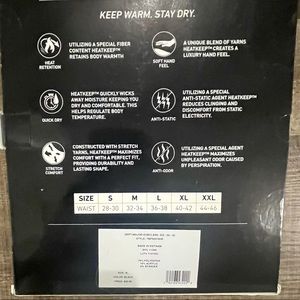 KEEP WARM. STAY DRY.
HEAT
RETENTION
UTILIZING A SPECIAL FIBER
CONTENT HEATKEEP™
RETAINS BODY WARMTH
SOFT HAND
FEEL
A UNIQUE BLEND OF YARNS
HEATKEEP™ CREATES A
LUXURY HAND FEEL.
QUICK DRY
HEATKEEP™ QUICKLY WICKS
AWAY MOISTURE KEEPING YOU
DRY AND COMFORTABLE. THIS
HELPS REGULATE BODY
TEMPERATURE.
ANTI-STATIC
UTILIZING A SPECIAL
ANTI-STATIC AGENT HEATKEEP™
REDUCES CLINGING AND
DISCOMFORT FROM STATIC
ELECTRICITY.
STRETCH
COMFORT
CONSTRUCTED WITH STRETCH
YARNS, HEATKEEP™ MAXIMIZES
COMFORT WITH A PERFECT FIT,
PROVIDING DURABILITY
AND LASTING SHAPE.
ANTI-ODOR
UTILIZING A SPECIAL AGENT
HEATKEEP™ MAXIMIZES
UNPLEASANT ODOR CAUSED
BY PERSPIRATION.
SIZE S M L XL XXL
WAIST 28-30 32-34 36-38 40-42 44-46
MADE IN VIETNAM